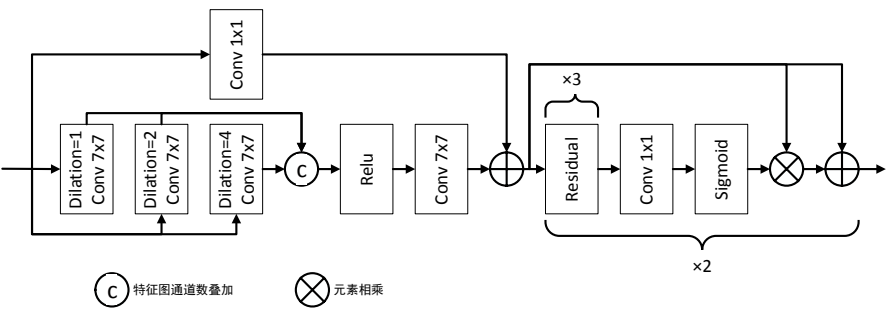 Conv 1x1
×3
Dilation=1
Conv 7x7
Dilation=2
Conv 7x7
Dilation=4
Conv 7x7
C
Relu
Conv 7x7
Residual
Conv 1x1
Sigmoid
×2
C 特征图通道数叠加
元素相乘